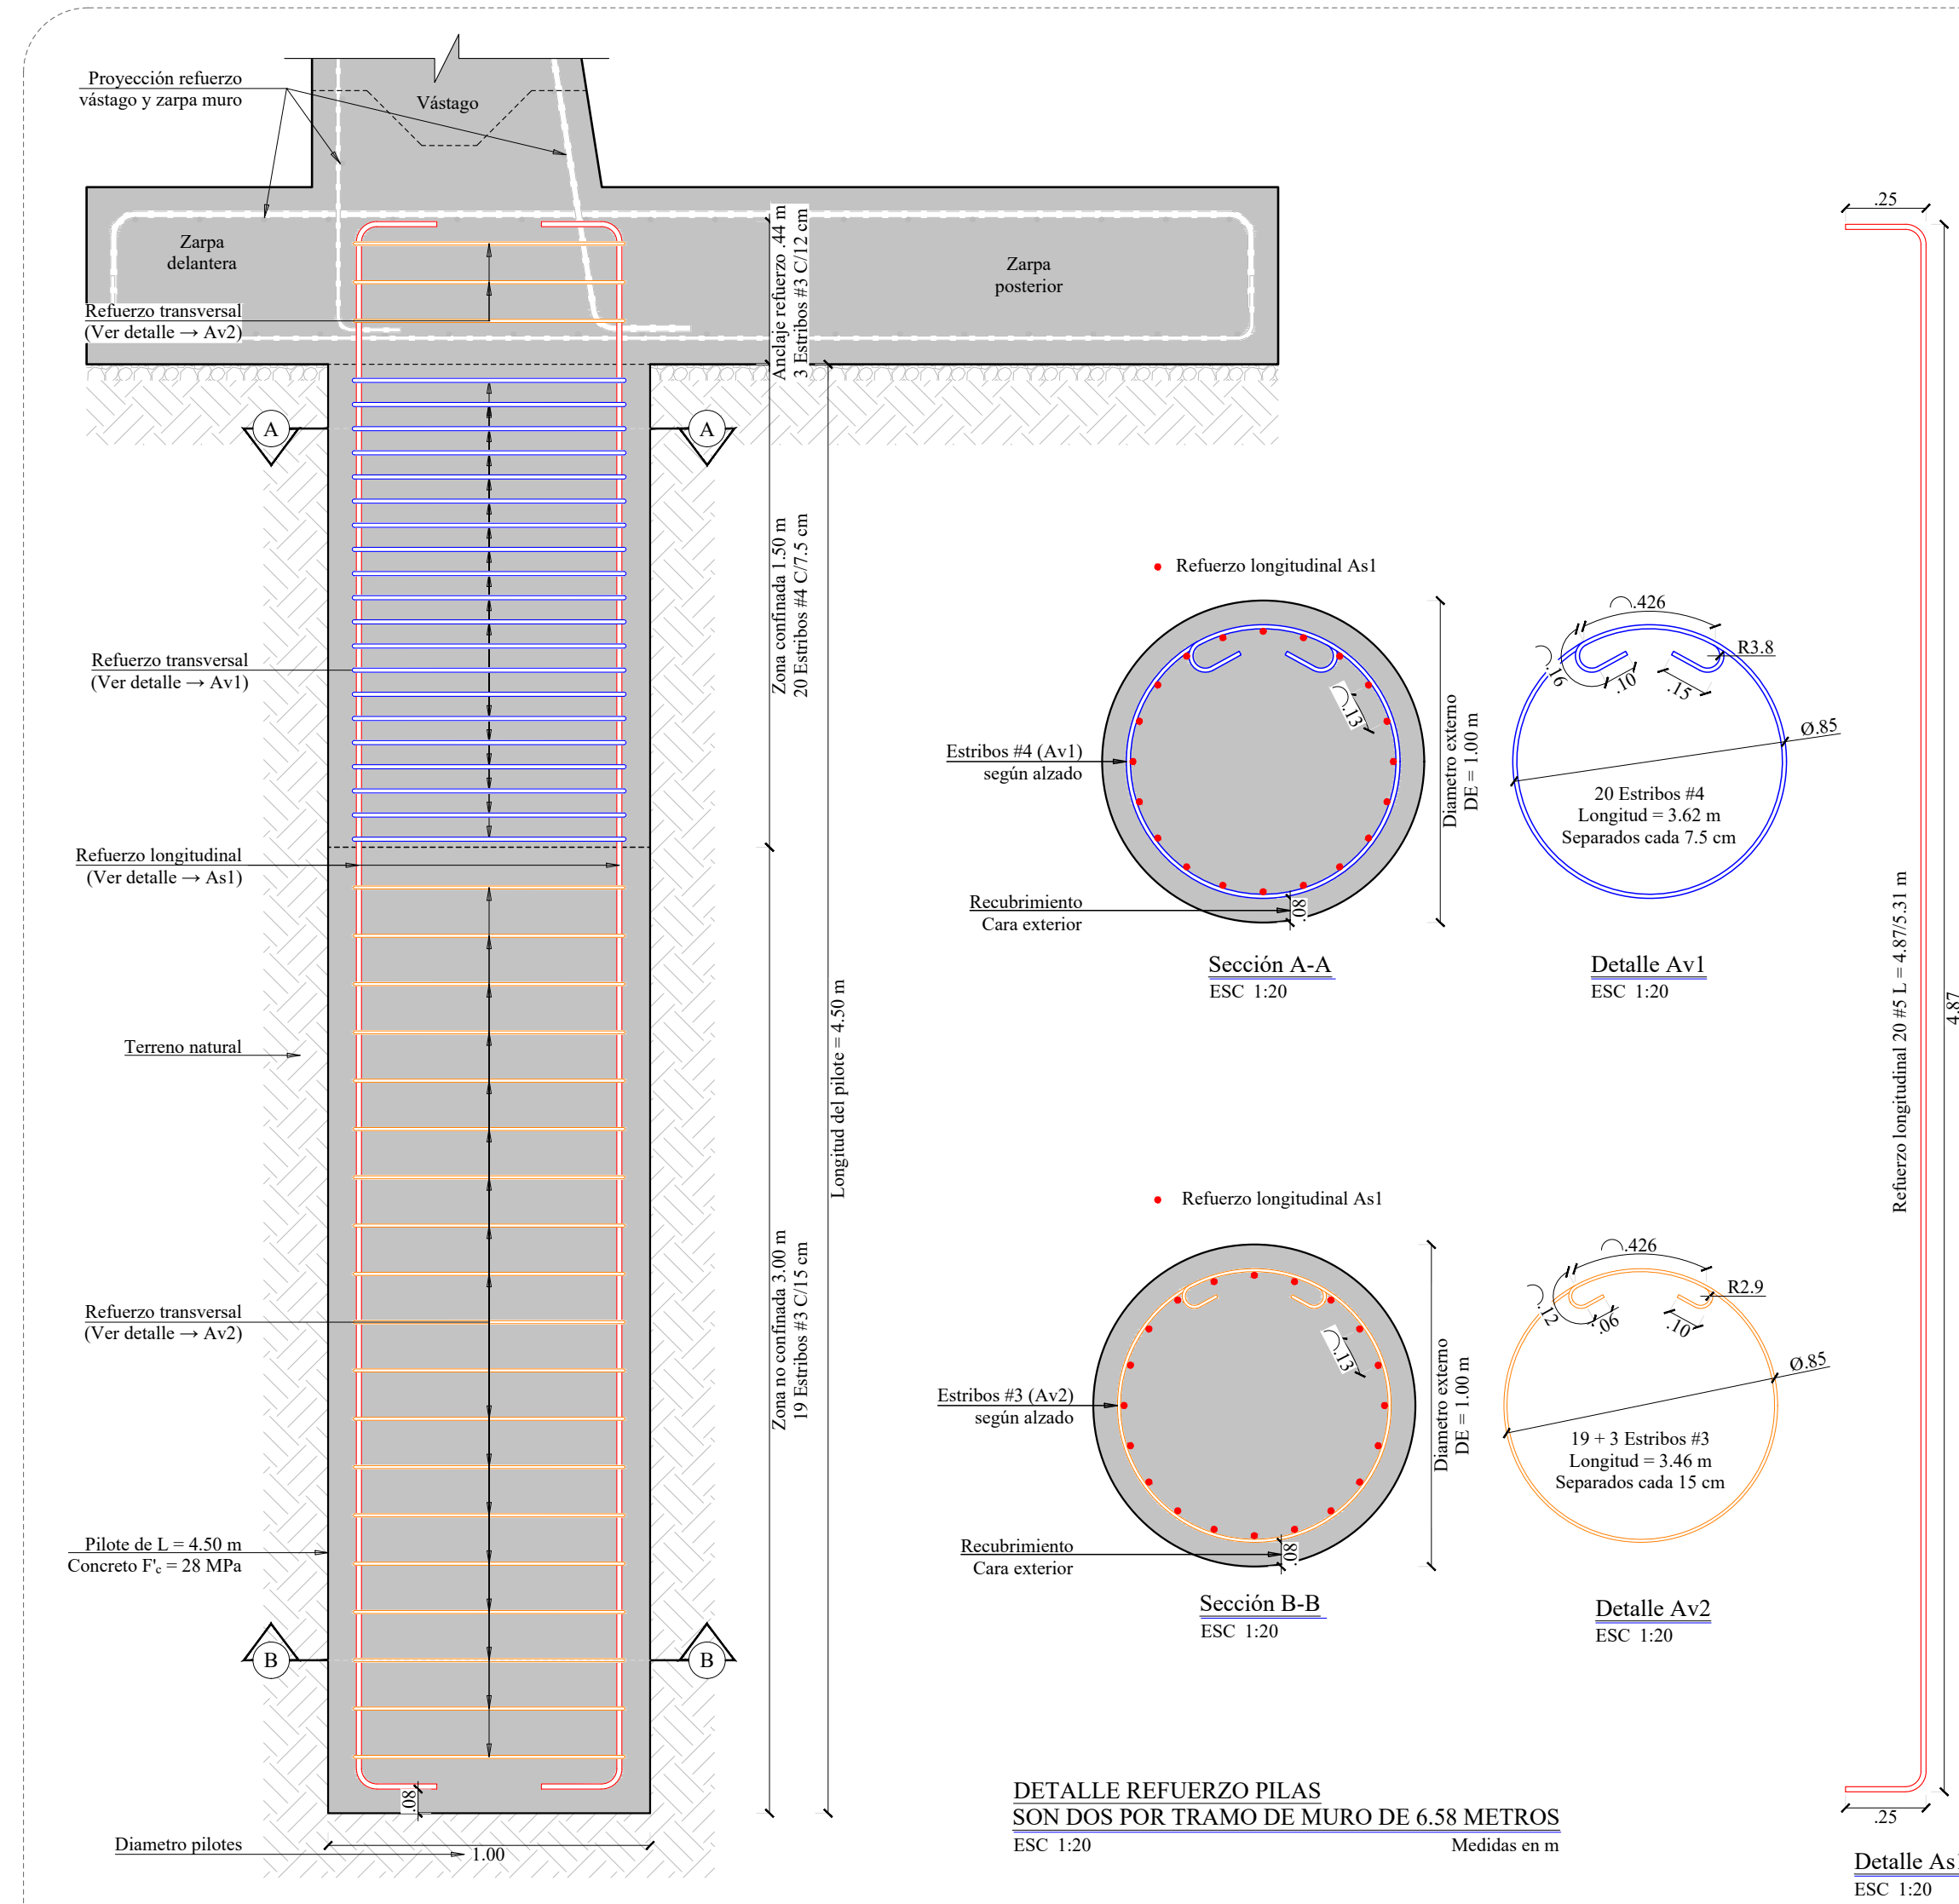 Proyección refuerzo
vástago y zarpa muro
Vástago
Zarpa
delantera
Zarpa
posterior
Refuerzo transversal
(Ver detalle → Av2)
Anclaje refuerzo .44 m
3 Estribos #3 C/12 cm
A
A
Zona confinada 1.50 m
20 Estribos #4 C/7.5 cm
Refuerzo transversal
(Ver detalle → Av1)
Refuerzo longitudinal
(Ver detalle → As1)
Terreno natural
Longitud del pilote = 4.50 m
Zona no confinada 3.00 m
19 Estribos #3 C/15 cm
Refuerzo transversal
(Ver detalle → Av2)
Pilote de L = 4.50 m
Concreto F'c = 28 MPa
B
B
.08
Diametro pilotes
1.00
Refuerzo longitudinal As1
Estribos #4 (Av1)
según alzado
.13
Diametro externo
DE = 1.00 m
Recubrimiento
Cara exterior
.08
Sección A-A
ESC 1:20
.426
R3.8
.16
.10
.15
Ø.85
20 Estribos #4
Longitud = 3.62 m
Separados cada 7.5 cm
Detalle Av1
ESC 1:20
Refuerzo longitudinal As1
Estribos #3 (Av2)
según alzado
.13
Diametro externo
DE = 1.00 m
Recubrimiento
Cara exterior
.08
Sección B-B
ESC 1:20
.426
R2.9
.12
.06
.10
Ø.85
19 + 3 Estribos #3
Longitud = 3.46 m
Separados cada 15 cm
Detalle Av2
ESC 1:20
.25
Refuerzo longitudinal 20 #5 L = 4.87/5.31 m
4.87
.25
Detalle As
ESC 1:20
DETALLE REFUERZO PILAS
SON DOS POR TRAMO DE MURO DE 6.58 METROS
ESC 1:20 Medidas en m